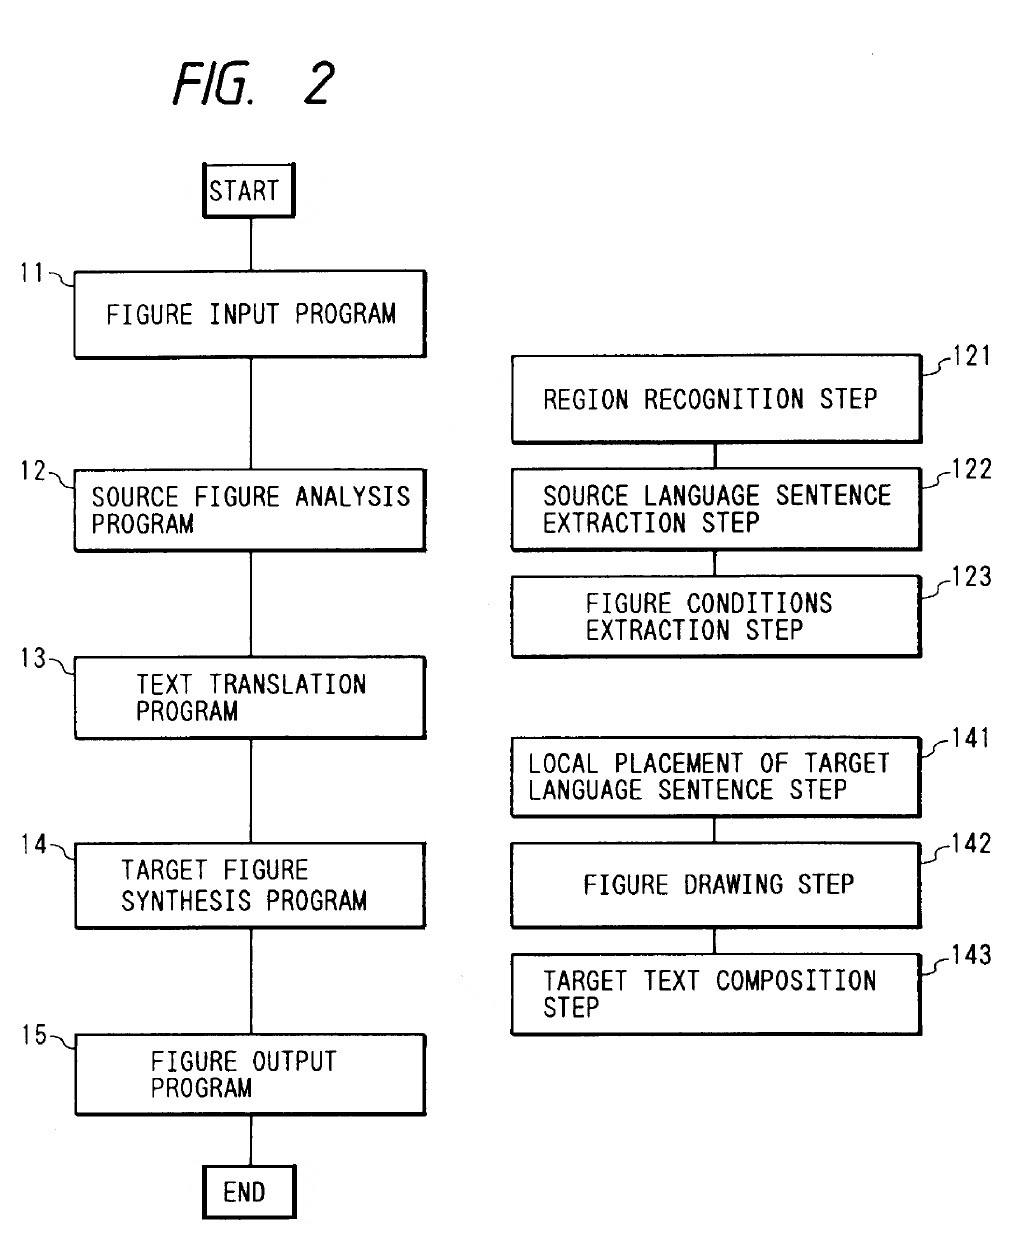 FIG. 2
START
11
FIGURE INPUT PROGRAM
12
SOURCE FIGURE ANALYSIS
PROGRAM
13
TEXT TRANSLATION
PROGRAM
14
TARGET FIGURE
SYNTHESIS PROGRAM
15
FIGURE OUTPUT
PROGRAM
END
121
REGION RECOGNITION STEP
122
SOURCE LANGUAGE SENTENCE
EXTRACTION STEP
123
FIGURE CONDITIONS
EXTRACTION STEP
141
LOCAL PLACEMENT OF TARGET
LANGUAGE SENTENCE STEP
142
FIGURE DRAWING STEP
143
TARGET TEXT COMPOSITION
STEP